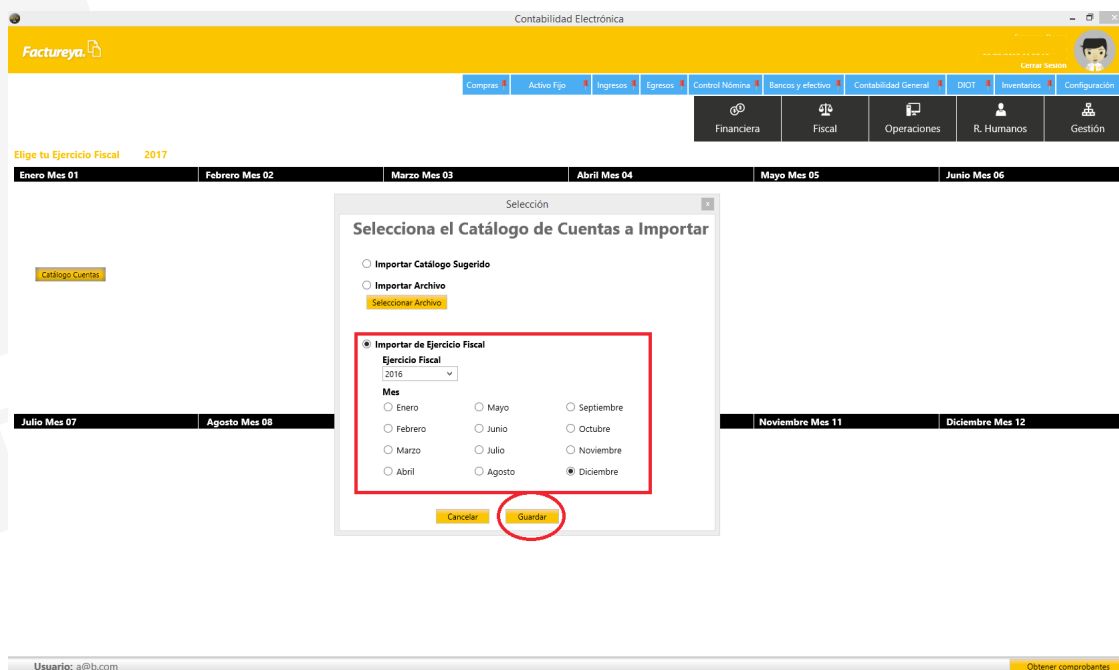 Contabilidad Electrónica
Factureya.
Cerrar Sesión
Compras Activo Fijo Ingresos Egresos Control Nómina Bancos y efectivo Contabilidad General DIOT Inventarios Configuración
Financiera Fiscal Operaciones R. Humanos Gestión
Elige tu Ejercicio Fiscal 2017
Enero Mes 01 Febrero Mes 02 Marzo Mes 03 Abril Mes 04 Mayo Mes 05 Junio Mes 06
Selección
Selecciona el Catálogo de Cuentas a Importar
Importar Catálogo Sugerido
Catálogo Cuentas
Importar Archivo
Seleccionar Archivo
Importar de Ejercicio Fiscal
Ejercicio Fiscal
2016
Mes
Enero Mayo Septiembre
Julio Mes 07 Agosto Mes 08 Noviembre Mes 11 Diciembre Mes 12
Febrero Junio Octubre
Marzo Julio Noviembre
Abril Agosto Diciembre
Cancelar Guardar
Usuario: a@b.com
Obtener comprobantes